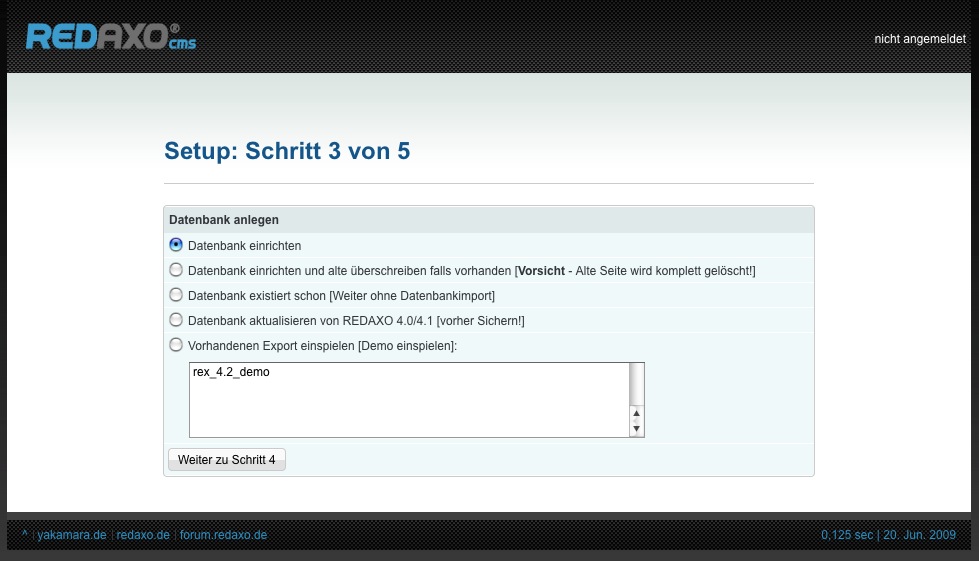 REDAXO® cms
nicht angemeldet
Setup: Schritt 3 von 5
Datenbank anlegen
Datenbank einrichten
Datenbank einrichten und alte überschreiben falls vorhanden [Vorsicht - Alte Seite wird komplett gelöscht!]
Datenbank existiert schon [Weiter ohne Datenbankimport]
Datenbank aktualisieren von REDAXO 4.0/4.1 [vorher Sichern!]
Vorhandenen Export einspielen [Demo einspielen]:
rex_4.2_demo
Weiter zu Schritt 4
^ | yakamara.de | redaxo.de | forum.redaxo.de
0,125 sec | 20. Jun. 2009